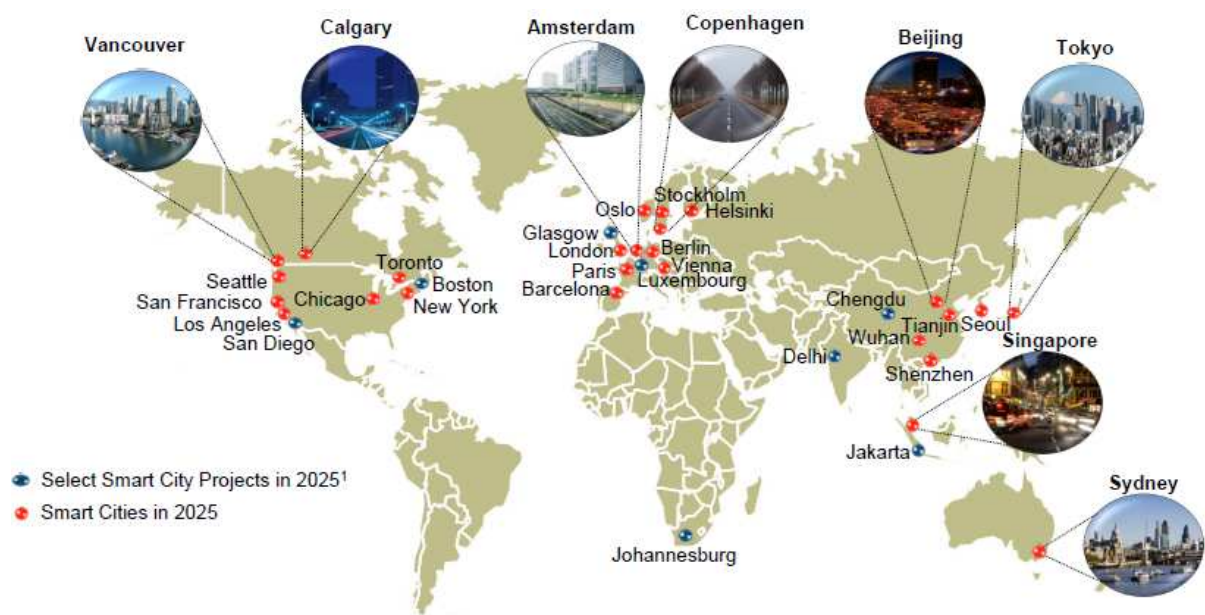 Vancouver
Calgary
Amsterdam
Copenhagen
Beijing
Tokyo
Stockholm
Oslo
Helsinki
Glasgow
London
Berlin
Paris
Vienna
Luxembourg
Barcelona
Seattle
Toronto
Boston
San Francisco
Chicago
New York
Los Angeles
San Diego
Chengdu
Tianjin
Seoul
Wuhan
Delhi
Shenzhen
Singapore
Jakarta
Select Smart City Projects in 2025¹
Smart Cities in 2025
Johannesburg
Sydney